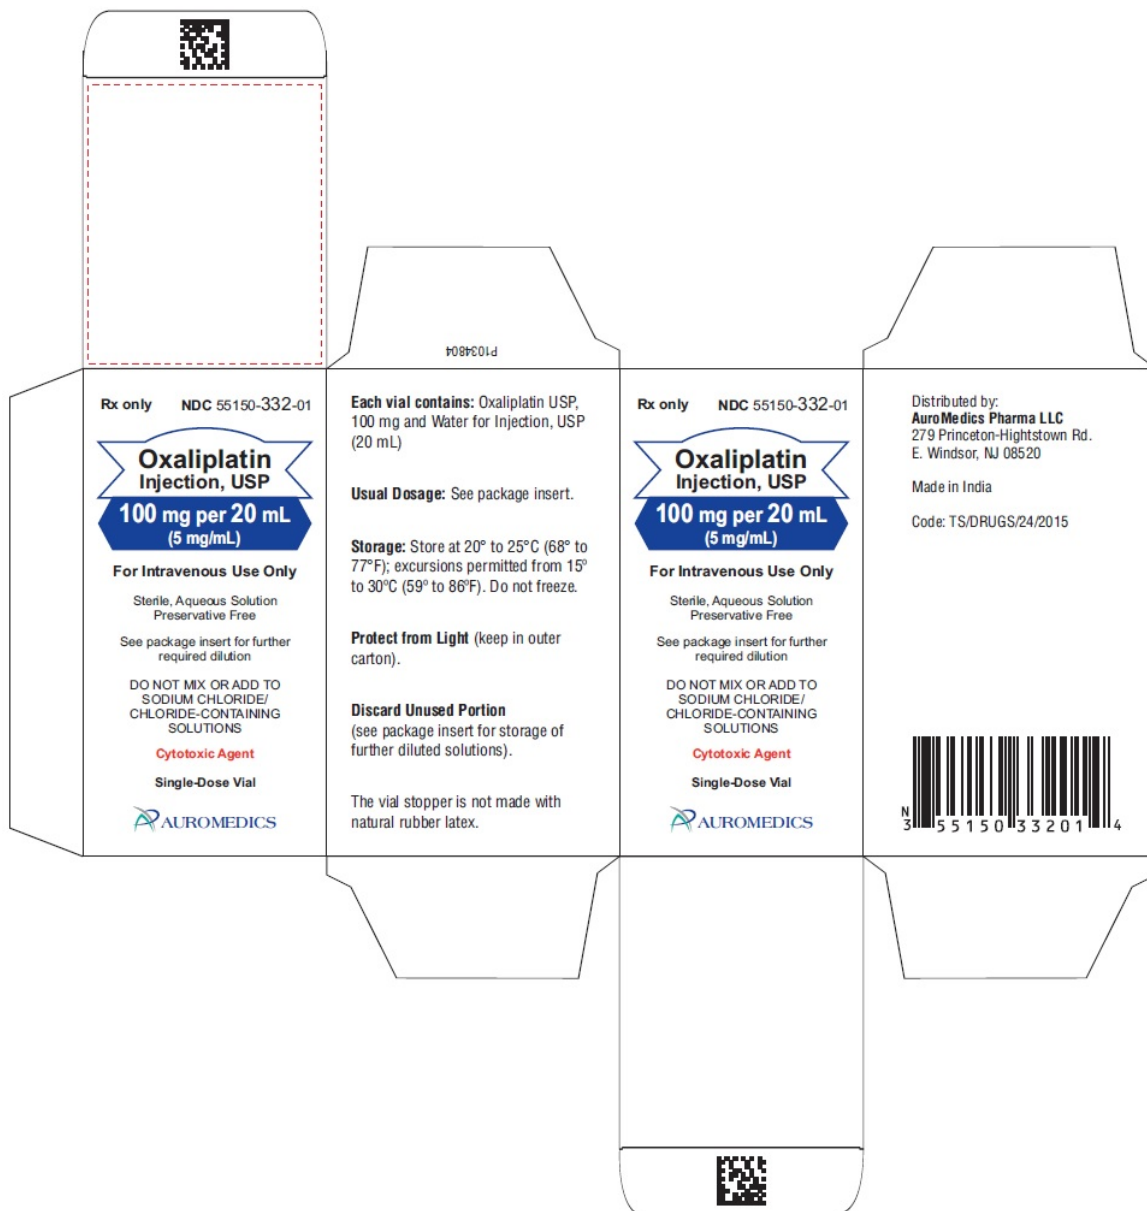 P1034804
Rx only NDC 55150-332-01
Oxaliplatin
Injection, USP
100 mg per 20 mL
(5 mg/mL)
For Intravenous Use Only
Sterile, Aqueous Solution
Preservative Free
See package insert for further
required dilution
DO NOT MIX OR ADD TO
SODIUM CHLORIDE/
CHLORIDE-CONTAINING
SOLUTIONS
Cytotoxic Agent
Single-Dose Vial
AUROMEDICS
Each vial contains: Oxaliplatin USP,
100 mg and Water for Injection, USP
(20 mL)
Usual Dosage: See package insert.
Storage: Store at 20° to 25°C (68° to
77°F); excursions permitted from 15°
to 30°C (59° to 86°F). Do not freeze.
Protect from Light (keep in outer
carton).
Discard Unused Portion
(see package insert for storage of
further diluted solutions).
The vial stopper is not made with
natural rubber latex.
Rx only NDC 55150-332-01
Oxaliplatin
Injection, USP
100 mg per 20 mL
(5 mg/mL)
For Intravenous Use Only
Sterile, Aqueous Solution
Preservative Free
See package insert for further
required dilution
DO NOT MIX OR ADD TO
SODIUM CHLORIDE/
CHLORIDE-CONTAINING
SOLUTIONS
Cytotoxic Agent
Single-Dose Vial
AUROMEDICS
Distributed by:
AuroMedics Pharma LLC
279 Princeton-Hightstown Rd.
E. Windsor, NJ 08520
Made in India
Code: TS/DRUGS/24/2015
N
3 55150 33201 4